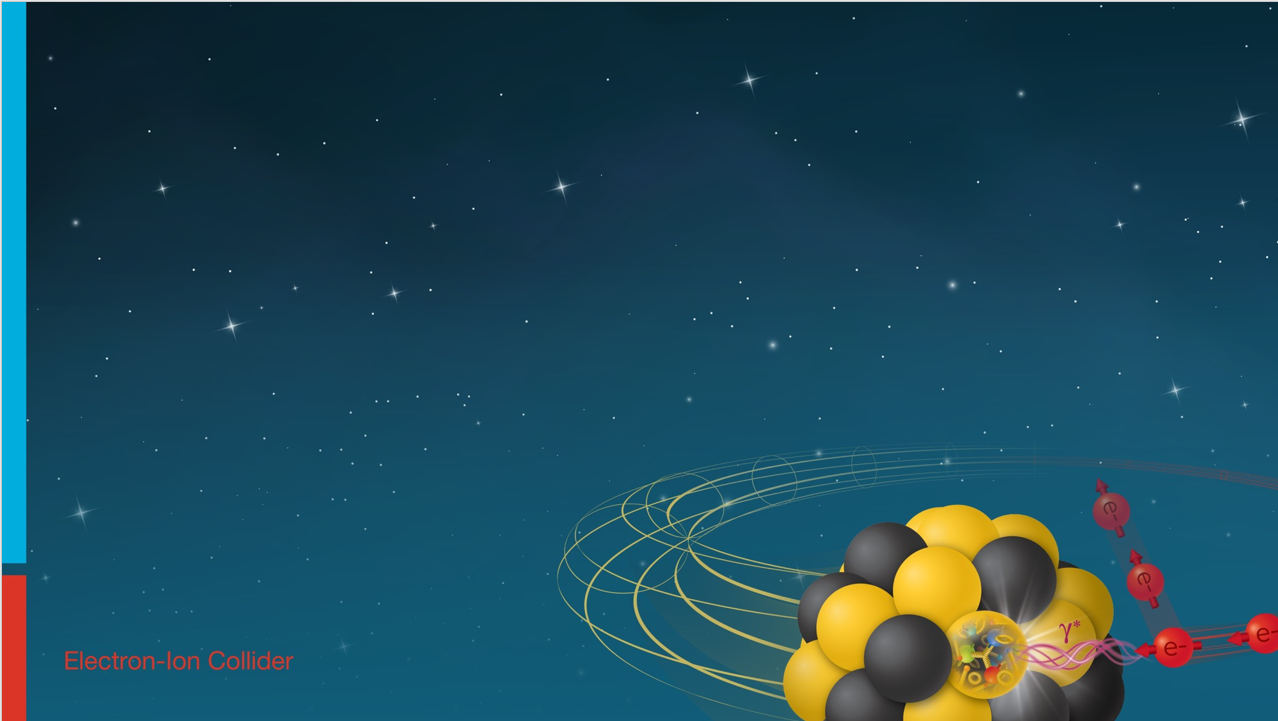 e-
e-
γ*
e-
e-
Electron-Ion Collider